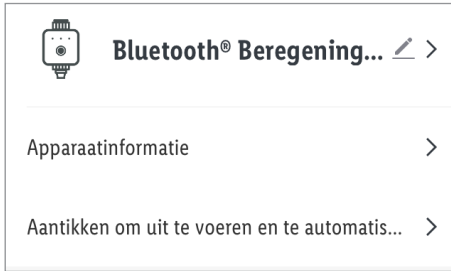 Bluetooth® Beregening...
Apparaatinformatie
Aantikken om uit te voeren en te automatis...